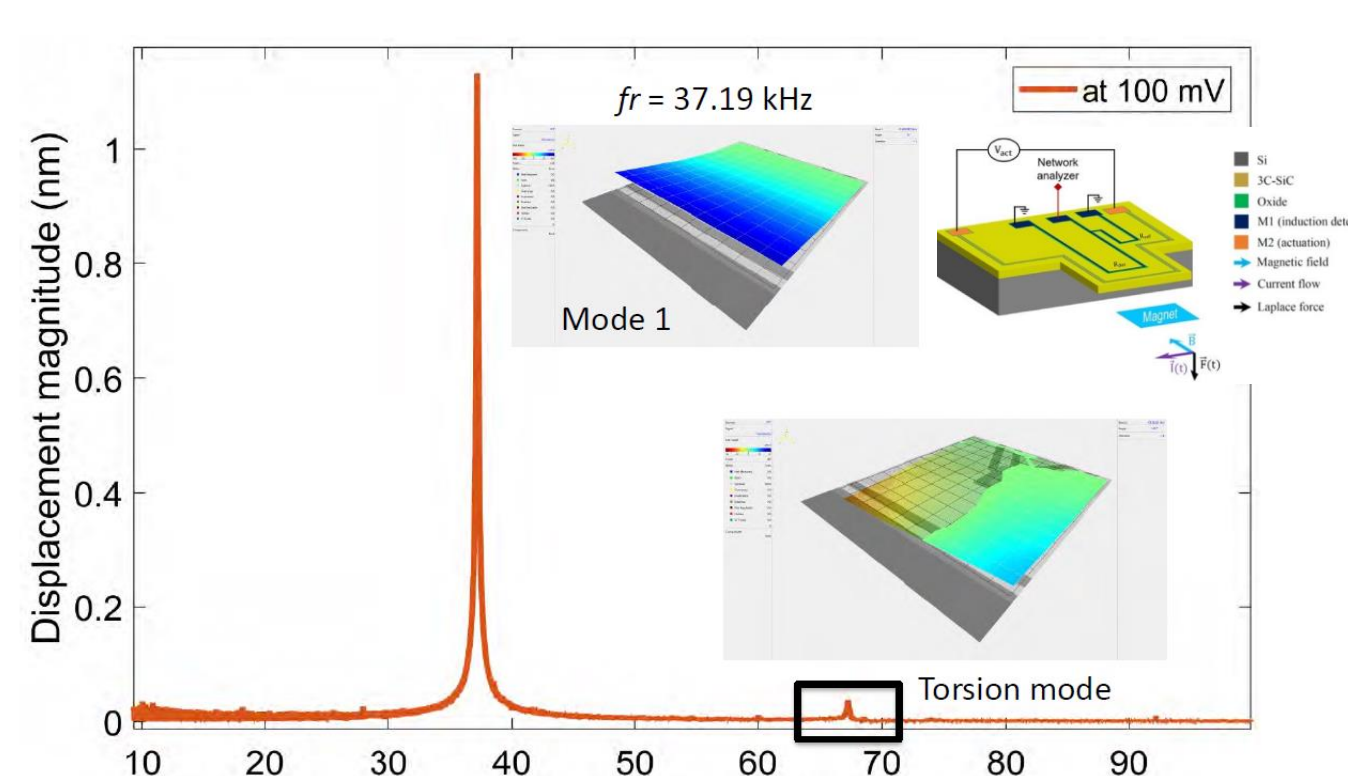 fr = 37.19 kHz
at 100 mV
Displacement magnitude (nm)
1
0.8
0.6
0.4
0.2
0
Mode 1
V_act
Network
analyzer
Si
3C-SiC
Oxide
M1 (induction dete
M2 (actuation)
Magnetic field
Current flow
Laplace force
Magnet
B
I(t)
F(t)
Torsion mode
10 20 30 40 50 60 70 80 90